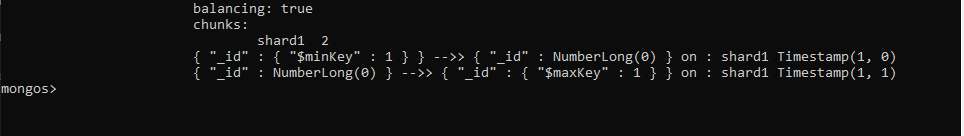 balancing: true
chunks:
shard1 2
{ "_id" : { "$minKey" : 1 } } -->> { "_id" : NumberLong(0) } on : shard1 Timestamp(1, 0)
{ "_id" : NumberLong(0) } -->> { "_id" : { "$maxKey" : 1 } } on : shard1 Timestamp(1, 1)
mongos>